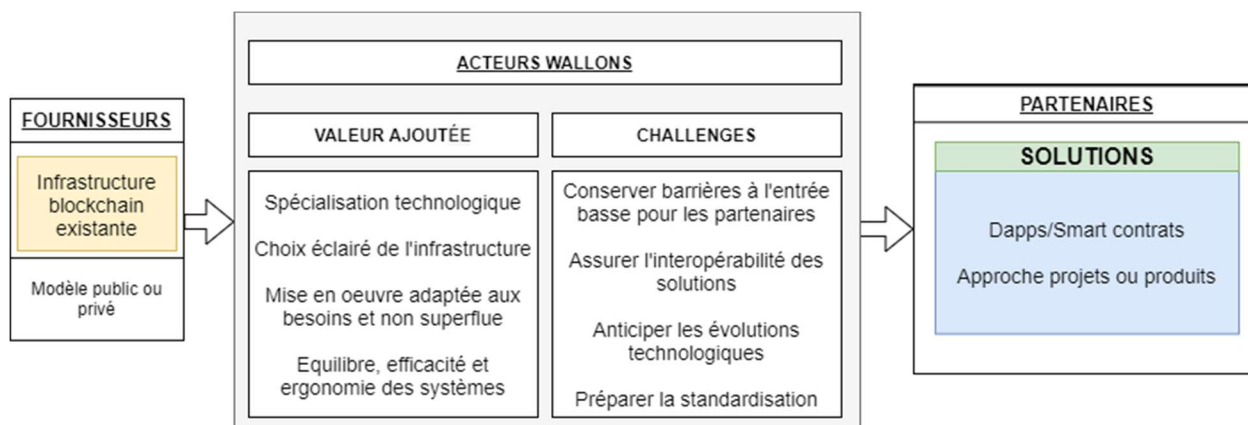 FOURNISSEURS
Infrastructure
blockchain
existante
Modèle public ou
privé
ACTEURS WALLONS
VALEUR AJOUTÉE
Spécialisation technologique
Choix éclairé de l'infrastructure
Mise en oeuvre adaptée aux
besoins et non superflue
Equilibre, efficacité et
ergonomie des systèmes
CHALLENGES
Conserver barrières à l'entrée
basse pour les partenaires
Assurer l'interopérabilité des
solutions
Anticiper les évolutions
technologiques
Préparer la standardisation
PARTENAIRES
SOLUTIONS
Dapps/Smart contrats
Approche projets ou produits